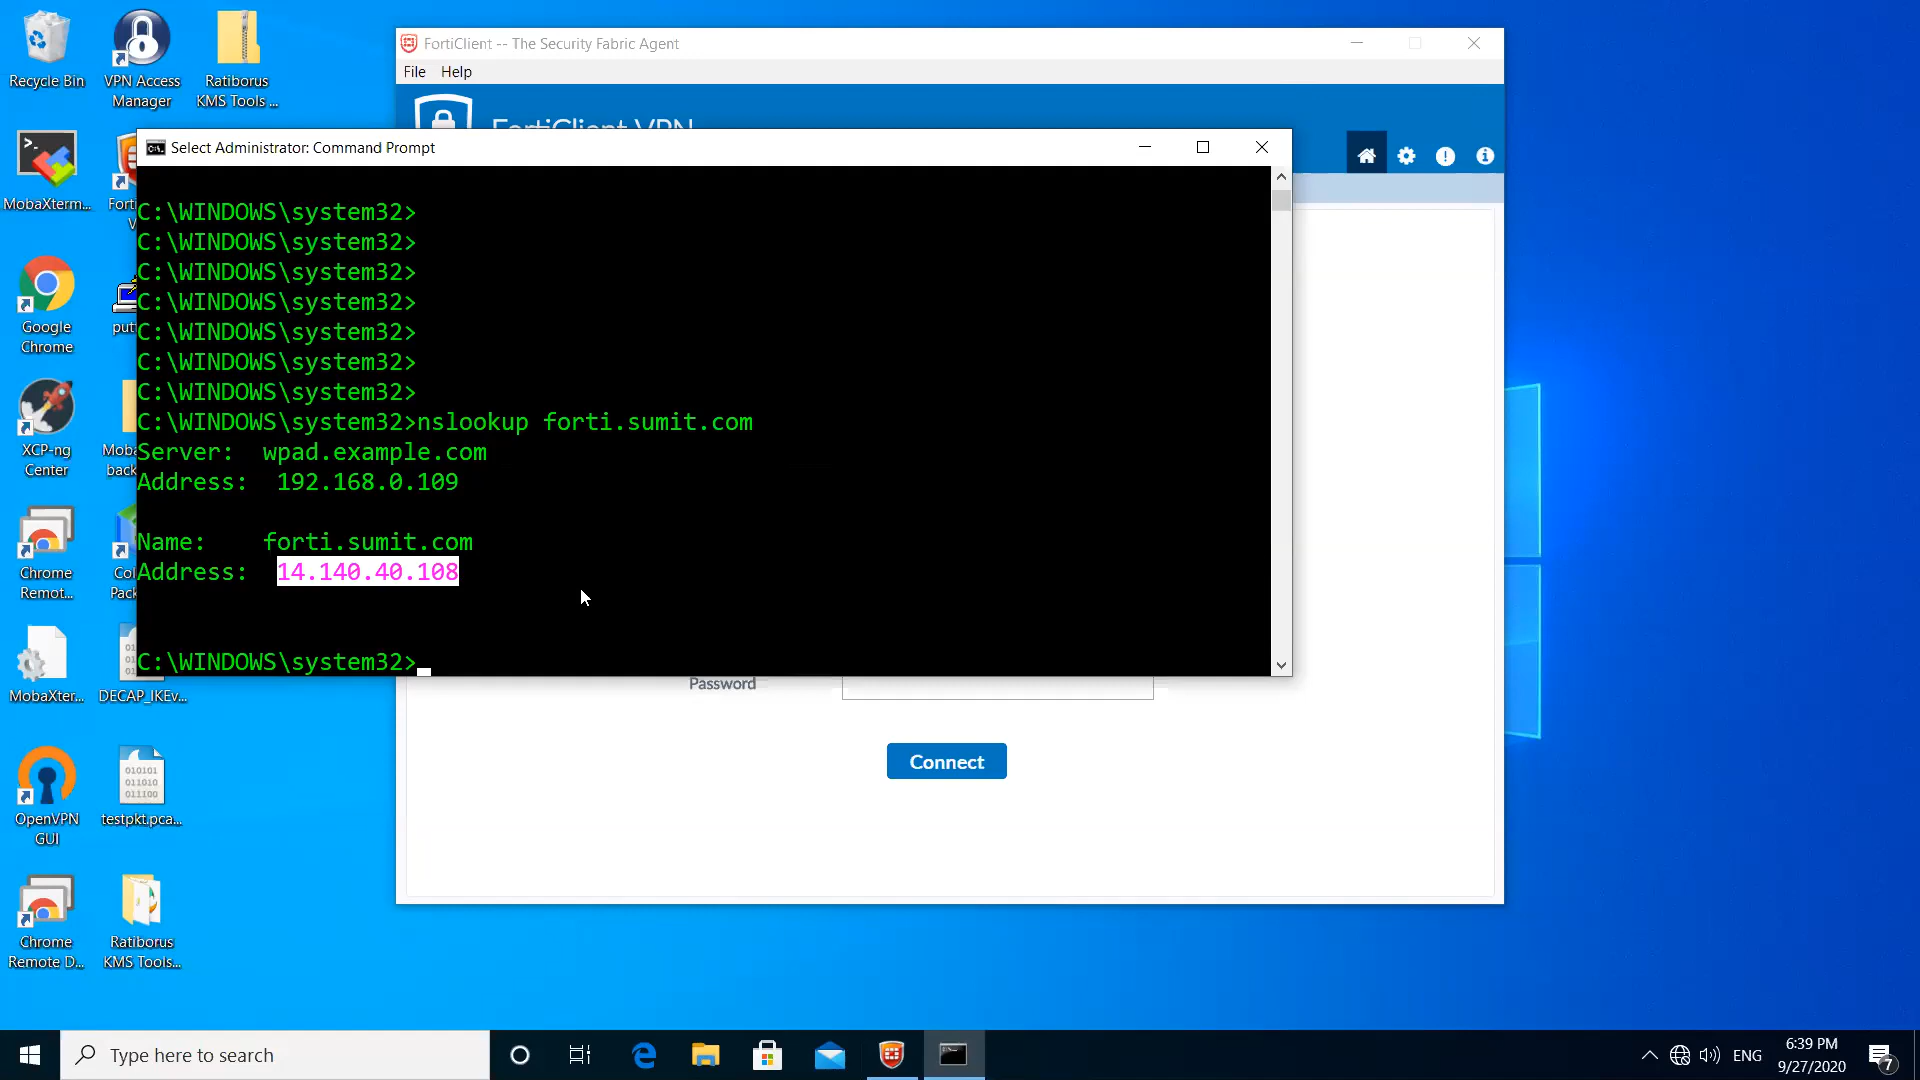 Recycle Bin
VPN Access
Manager
Ratiborus
KMS Tools ...
MobaXterm...
Google
Chrome
XCP-ng
Center
Chrome
Remot...
MobaXter...
DECAP_IKEv...
OpenVPN
GUI
testpkt.pca...
Chrome
Remote D...
Ratiborus
KMS Tools...
FortiClient -- The Security Fabric Agent
File Help
FortiClient VPN
Select Administrator: Command Prompt
C:\WINDOWS\system32>
C:\WINDOWS\system32>
C:\WINDOWS\system32>
C:\WINDOWS\system32>
C:\WINDOWS\system32>
C:\WINDOWS\system32>
C:\WINDOWS\system32>
C:\WINDOWS\system32>nslookup forti.sumit.com
Server: wpad.example.com
Address: 192.168.0.109
Name: forti.sumit.com
Address: 14.140.40.108
C:\WINDOWS\system32>
Password
Connect
Type here to search
ENG
6:39 PM
9/27/2020
7